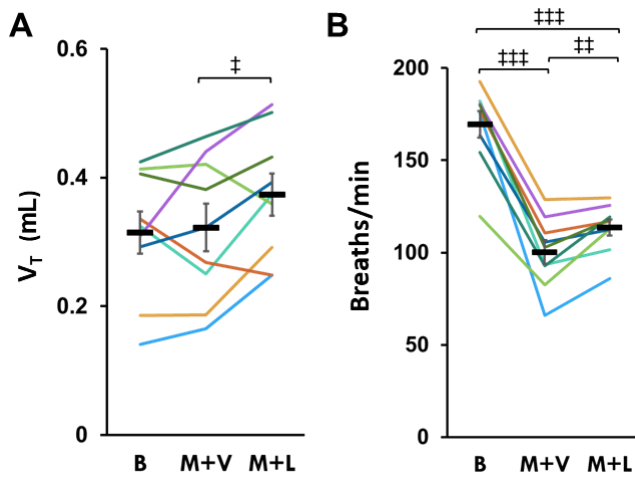 A
V_T (mL)
0.6
0.4
0.2
0
‡
B M+V M+L
B
Breaths/min
200
150
100
50
0
‡‡‡
‡‡‡ ‡‡
B M+V M+L